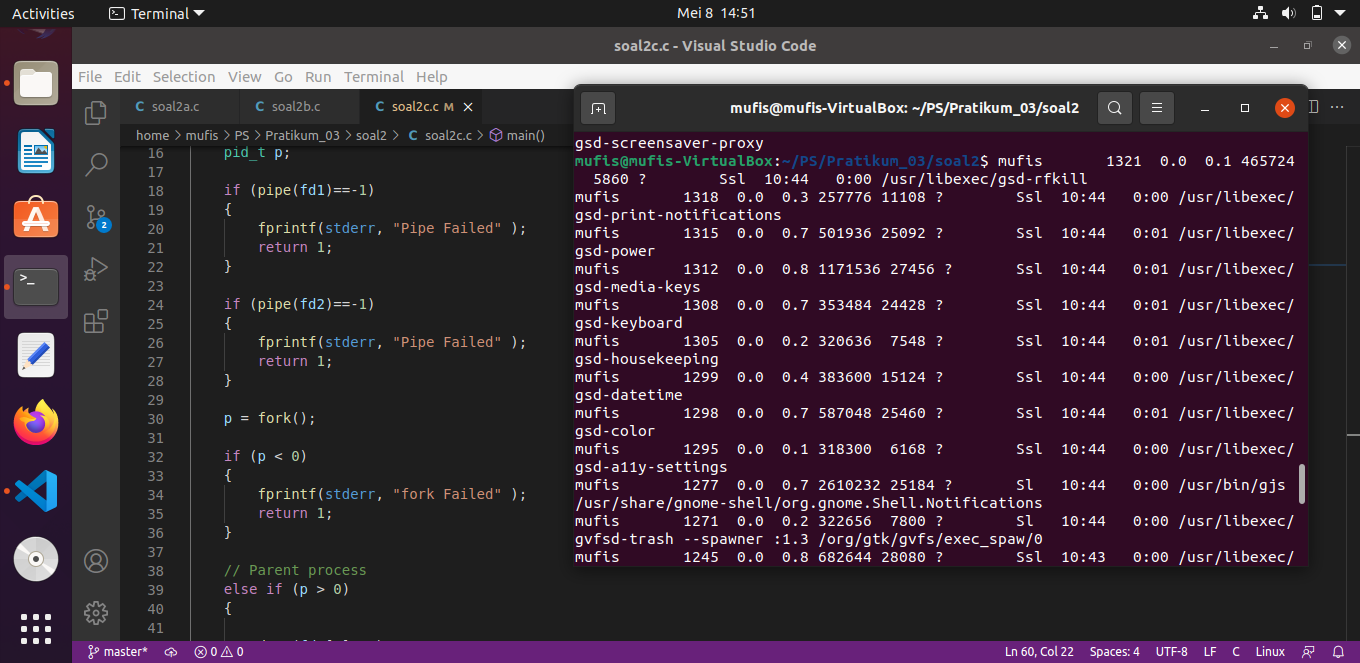 Activities
Terminal
Mei 8 14:51
soal2c.c - Visual Studio Code
File Edit Selection View Go Run Terminal Help
C soal2a.c
C soal2b.c
C soal2c.c M
home > mufis > PS > Pratikum_03 > soal2 > C soal2c.c > main()
16 pid_t p;
17
18 if (pipe(fd1)==-1)
19 {
20 fprintf(stderr, "Pipe Failed" );
21 return 1;
22 }
23
24 if (pipe(fd2)==-1)
25 {
26 fprintf(stderr, "Pipe Failed" );
27 return 1;
28 }
29
30 p = fork();
31
32 if (p < 0)
33 {
34 fprintf(stderr, "fork Failed" );
35 return 1;
36 }
37
38 // Parent process
39 else if (p > 0)
40 {
41
2
mufis@mufis-VirtualBox: ~/PS/Pratikum_03/soal2
gsd-screensaver-proxy
mufis@mufis-VirtualBox:~/PS/Pratikum_03/soal2$ mufis 1321 0.0 0.1 465724
5860 ? Ssl 10:44 0:00 /usr/libexec/gsd-rfkill
mufis 1318 0.0 0.3 257776 11108 ? Ssl 10:44 0:00 /usr/libexec/
gsd-print-notifications
mufis 1315 0.0 0.7 501936 25092 ? Ssl 10:44 0:00 /usr/libexec/
gsd-power
mufis 1312 0.0 0.8 1171536 27456 ? Ssl 10:44 0:01 /usr/libexec/
gsd-media-keys
mufis 1308 0.0 0.7 353484 24428 ? Ssl 10:44 0:01 /usr/libexec/
gsd-keyboard
mufis 1305 0.0 0.2 320636 7548 ? Ssl 10:44 0:01 /usr/libexec/
gsd-housekeeping
mufis 1299 0.0 0.4 383600 15124 ? Ssl 10:44 0:00 /usr/libexec/
gsd-datetime
mufis 1298 0.0 0.7 587048 25460 ? Ssl 10:44 0:01 /usr/libexec/
gsd-color
mufis 1295 0.0 0.1 318300 6168 ? Ssl 10:44 0:00 /usr/libexec/
gsd-a11y-settings
mufis 1277 0.0 0.7 2610232 25184 ? Sl 10:44 0:00 /usr/bin/gjs
/usr/share/gnome-shell/org.gnome.Shell.Notifications
mufis 1271 0.0 0.2 322656 7800 ? Sl 10:44 0:00 /usr/libexec/
gvfsd-trash --spawner :1.3 /org/gtk/gvfs/exec_spaw/0
mufis 1245 0.0 0.8 682644 28080 ? Ssl 10:43 0:00 /usr/libexec/
master* 0 0
Ln 60, Col 22 Spaces: 4 UTF-8 LF C Linux